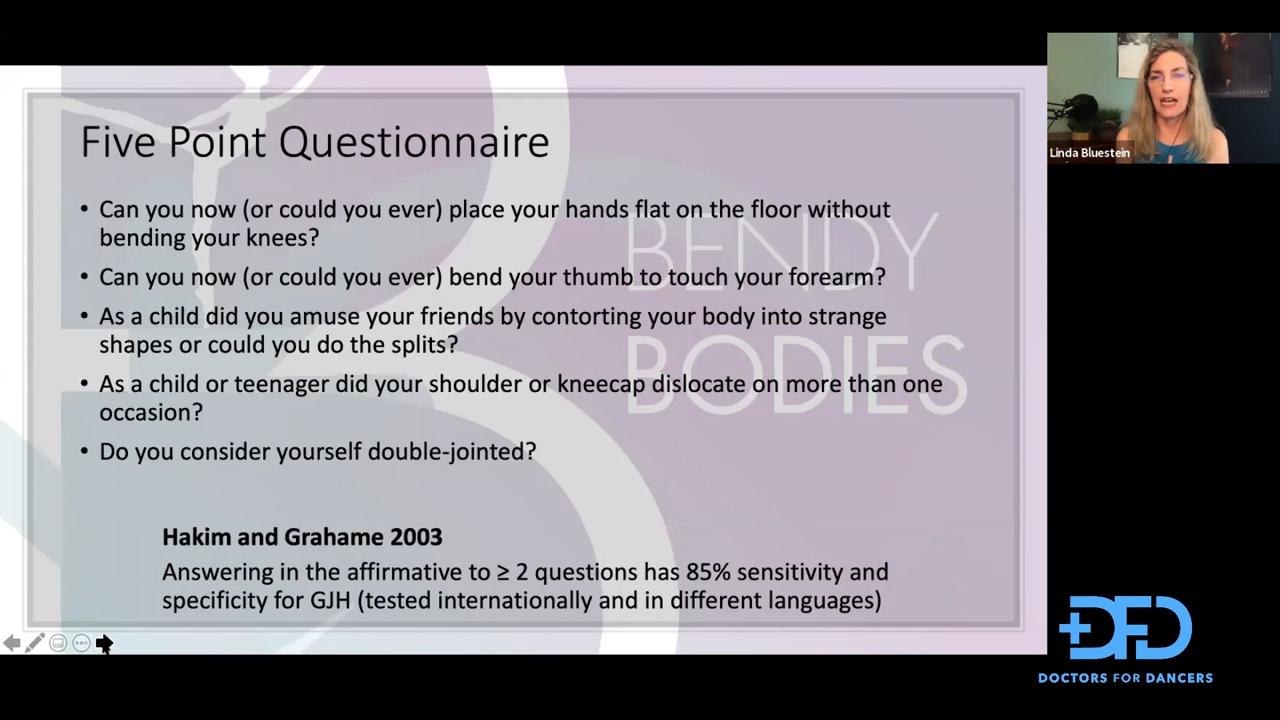 Five Point Questionnaire
• Can you now (or could you ever) place your hands flat on the floor without
bending your knees?
• Can you now (or could you ever) bend your thumb to touch your forearm?
• As a child did you amuse your friends by contorting your body into strange
shapes or could you do the splits?
• As a child or teenager did your shoulder or kneecap dislocate on more than one
occasion?
• Do you consider yourself double-jointed?
Hakim and Grahame 2003
Answering in the affirmative to ≥ 2 questions has 85% sensitivity and
specificity for GJH (tested internationally and in different languages)
BENDY
BODIES
Linda Bluestein
DFD
DOCTORS FOR DANCERS